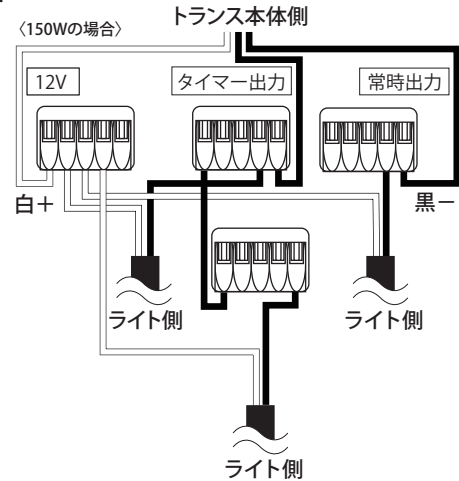 トランス本体側
〈150Wの場合〉
12V
タイマー出力
常時出力
白＋
黒－
ライト側
ライト側
ライト側